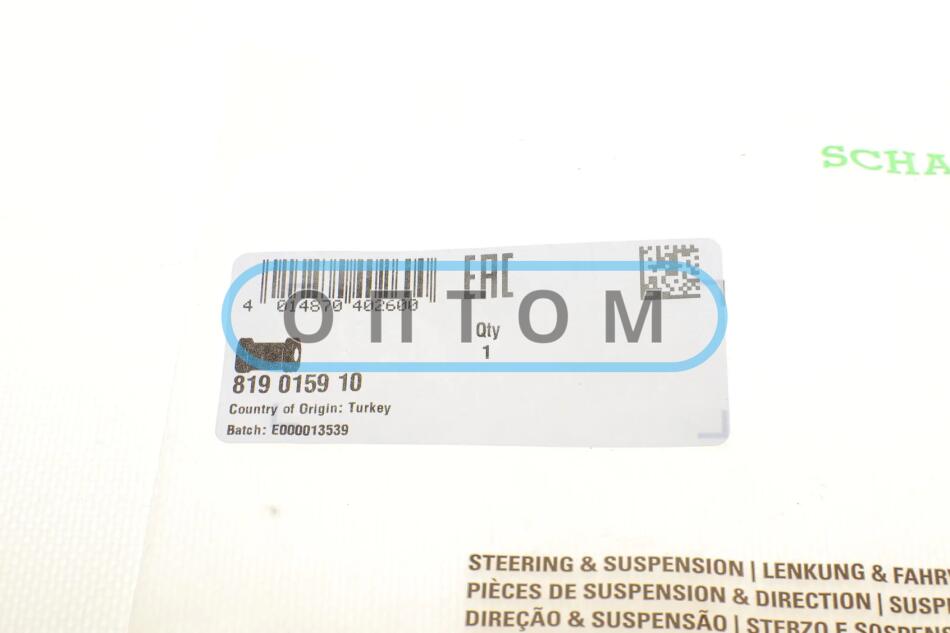 SCHA
EAC
4 014870 402600
ОПТОМ
Qty
1
819 0159 10
Country of Origin: Turkey
Batch: E000013539
STEERING & SUSPENSION | LENKUNG & FAHR
PIÈCES DE SUSPENSION & DIRECTION | SUSP
DIREÇÃO & SUSPENSÃO | STERZO E SOSPENS